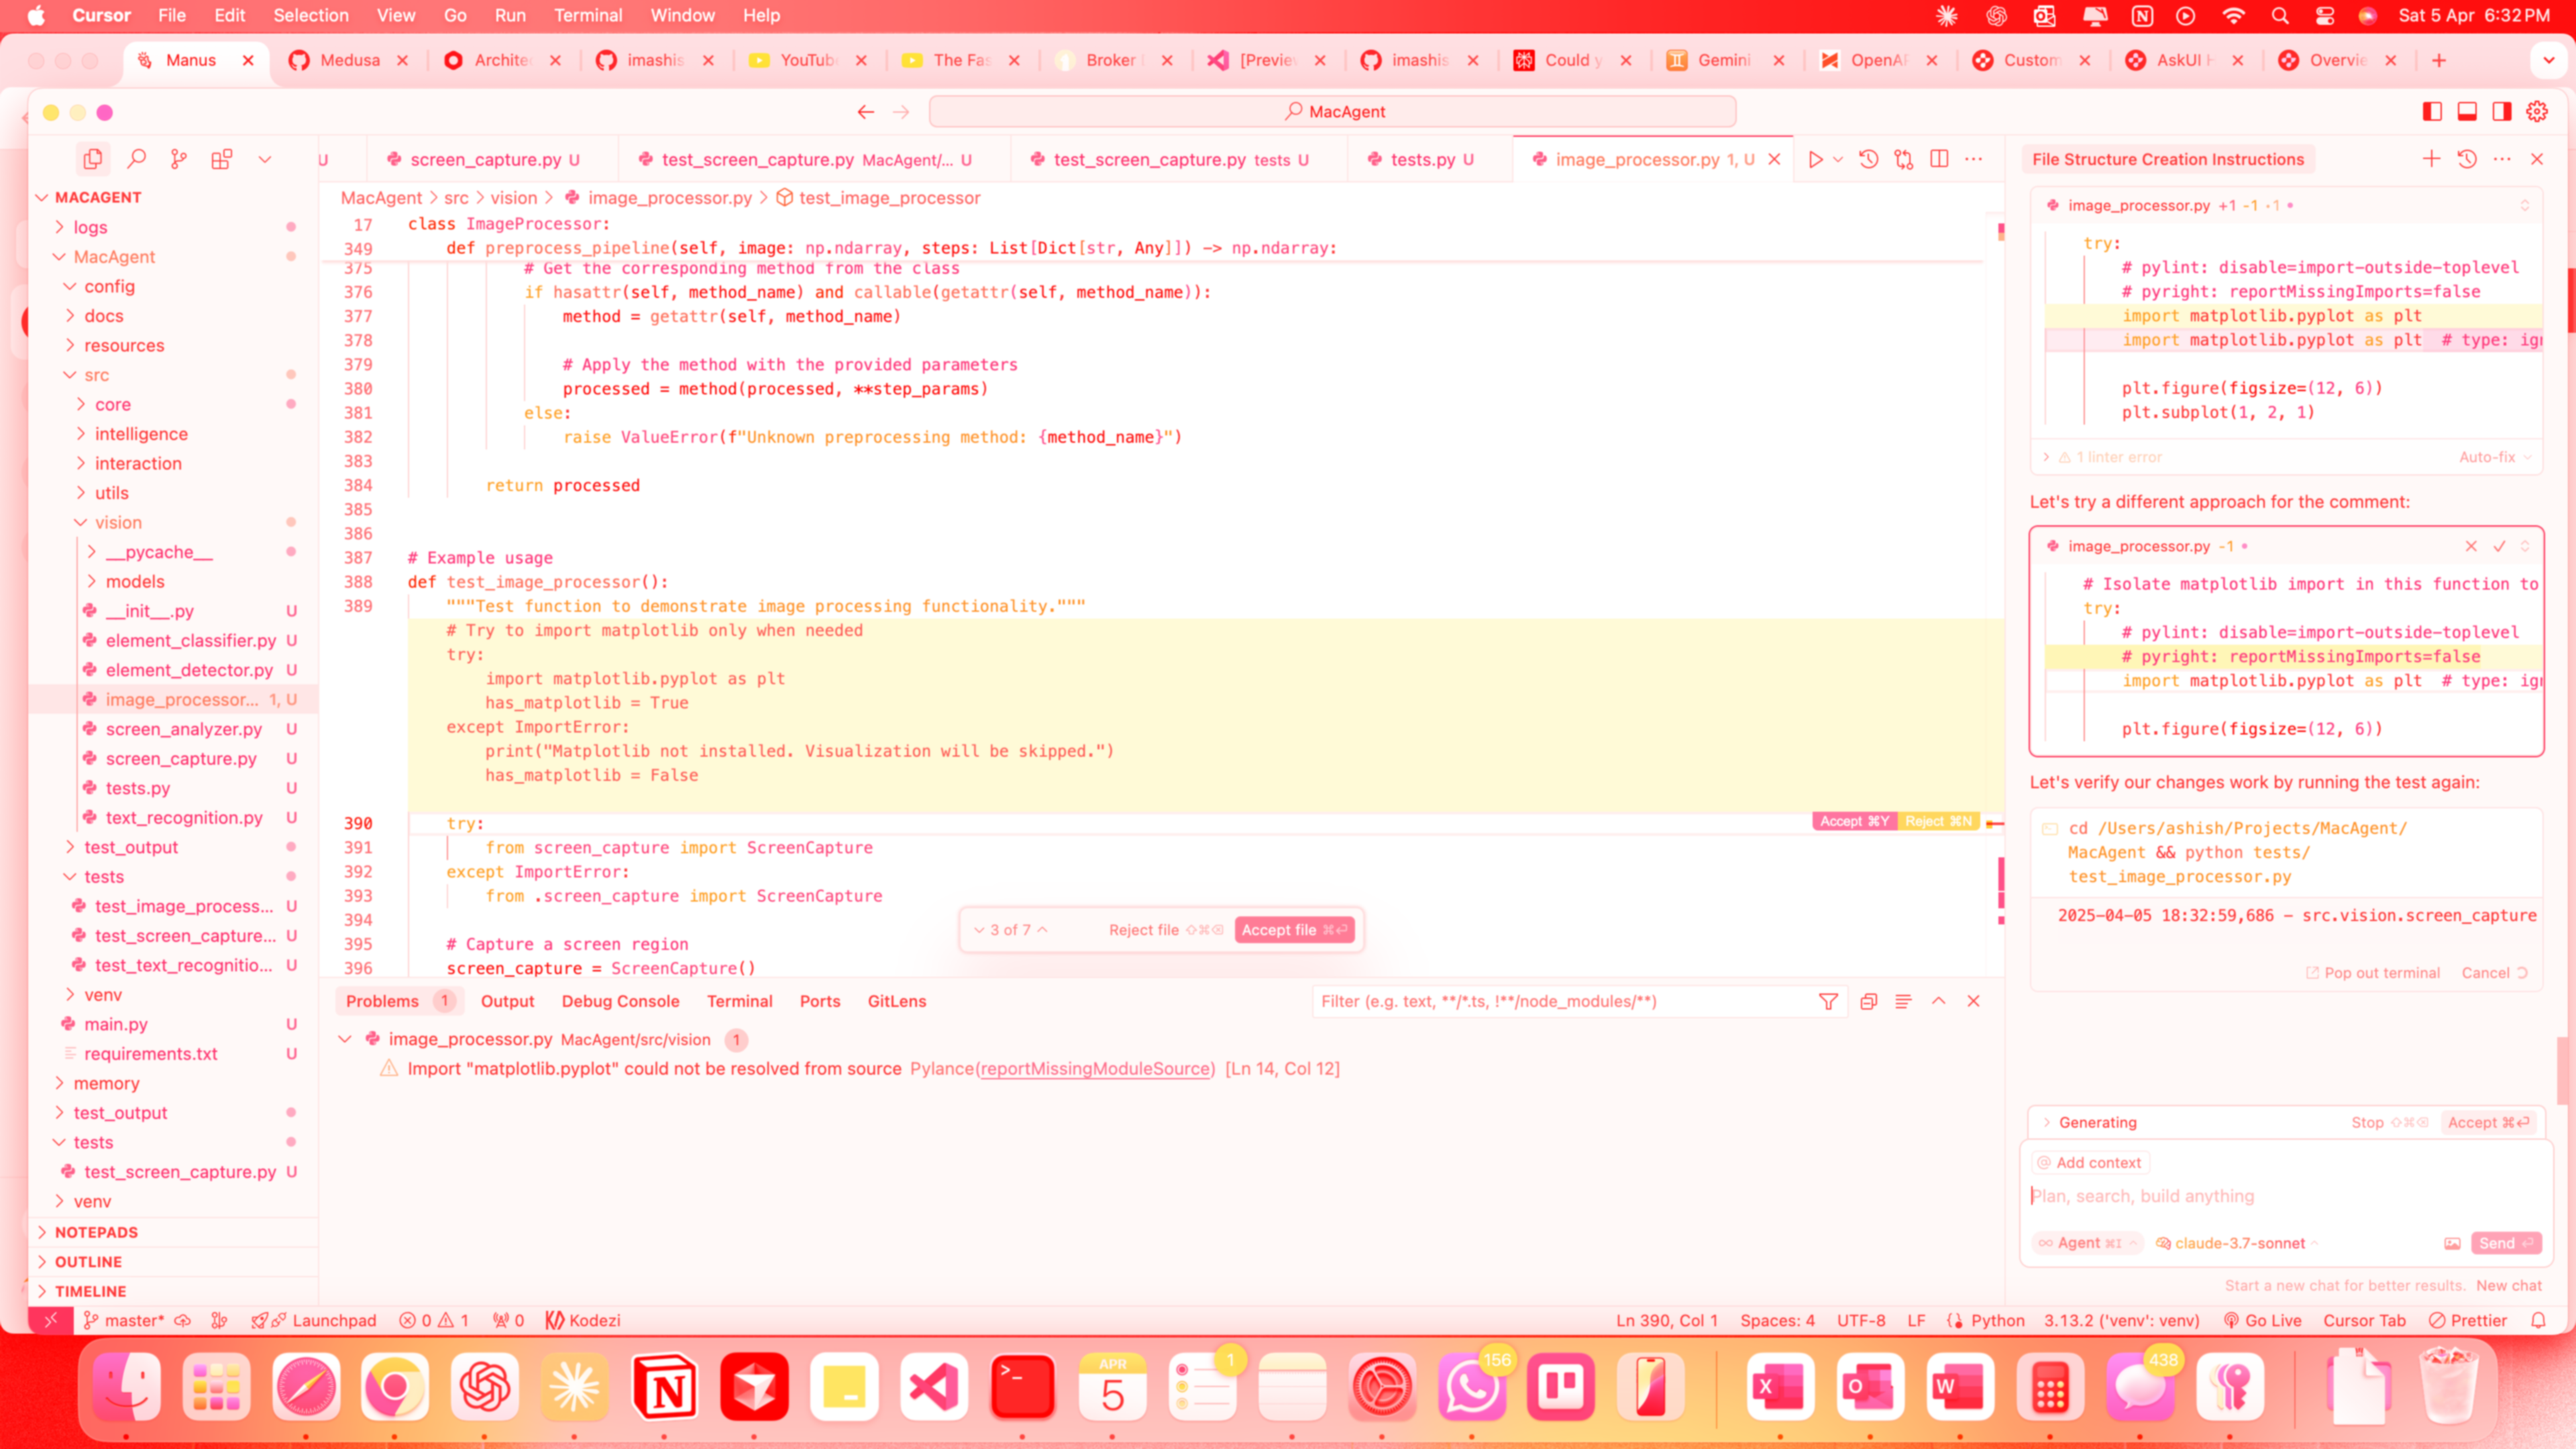 Cursor File Edit Selection View Go Run Terminal Window Help
Sat 5 Apr 6:32 PM
Manus
Medusa
Archite
imashis
YouTub
The Fas
Broker
[Previe
imashis
Could y
Gemini
OpenAI
Custom
AskUI H
Overvie
MacAgent
U
screen_capture.py U
test_screen_capture.py MacAgent/... U
test_screen_capture.py tests U
tests.py U
image_processor.py 1, U
MacAgent > src > vision > image_processor.py > test_image_processor
MACAGENT
logs
MacAgent
config
docs
resources
src
core
intelligence
interaction
utils
vision
__pycache__
models
__init__.py U
element_classifier.py U
element_detector.py U
image_processor... 1, U
screen_analyzer.py U
screen_capture.py U
tests.py U
text_recognition.py U
test_output
tests
test_image_process... U
test_screen_capture... U
test_text_recognitio... U
venv
main.py U
requirements.txt U
memory
test_output
tests
test_screen_capture.py U
venv
NOTEPADS
OUTLINE
TIMELINE
17 class ImageProcessor:
349 def preprocess_pipeline(self, image: np.ndarray, steps: List[Dict[str, Any]]) -> np.ndarray:
375 # Get the corresponding method from the class
376 if hasattr(self, method_name) and callable(getattr(self, method_name)):
377 method = getattr(self, method_name)
378
379 # Apply the method with the provided parameters
380 processed = method(processed, **step_params)
381 else:
382 raise ValueError(f"Unknown preprocessing method: {method_name}")
383
384 return processed
385
386
387 # Example usage
388 def test_image_processor():
389 """Test function to demonstrate image processing functionality."""
# Try to import matplotlib only when needed
try:
import matplotlib.pyplot as plt
has_matplotlib = True
except ImportError:
print("Matplotlib not installed. Visualization will be skipped.")
has_matplotlib = False
390 try:
Accept ⌘Y Reject ⌘N
391 from screen_capture import ScreenCapture
392 except ImportError:
393 from .screen_capture import ScreenCapture
394
395 # Capture a screen region
396 screen_capture = ScreenCapture()
3 of 7 Reject file ⇧⌘⌫ Accept file ⌘⏎
Problems 1 Output Debug Console Terminal Ports GitLens
Filter (e.g. text, **/*.ts, !**/node_modules/**)
image_processor.py MacAgent/src/vision 1
Import "matplotlib.pyplot" could not be resolved from source Pylance(reportMissingModuleSource) [Ln 14, Col 12]
File Structure Creation Instructions
image_processor.py +1 -1
try:
# pylint: disable=import-outside-toplevel
# pyright: reportMissingImports=false
import matplotlib.pyplot as plt
import matplotlib.pyplot as plt # type: ig
plt.figure(figsize=(12, 6))
plt.subplot(1, 2, 1)
1 linter error Auto-fix
Let's try a different approach for the comment:
image_processor.py -1
# Isolate matplotlib import in this function to
try:
# pylint: disable=import-outside-toplevel
# pyright: reportMissingImports=false
import matplotlib.pyplot as plt # type: ig
plt.figure(figsize=(12, 6))
Let's verify our changes work by running the test again:
cd /Users/ashish/Projects/MacAgent/
MacAgent && python tests/
test_image_processor.py
2025-04-05 18:32:59,686 - src.vision.screen_capture
Pop out terminal Cancel
Generating Stop ⇧⌘⌫ Accept ⌘⏎
@ Add context
Plan, search, build anything
∞ Agent ⌘I claude-3.7-sonnet Send ⏎
Start a new chat for better results. New chat
master* Launchpad 0 1 0 Kodezi
Ln 390, Col 1 Spaces: 4 UTF-8 LF Python 3.13.2 ('venv': venv) Go Live Cursor Tab Prettier
APR
5
1
156
438